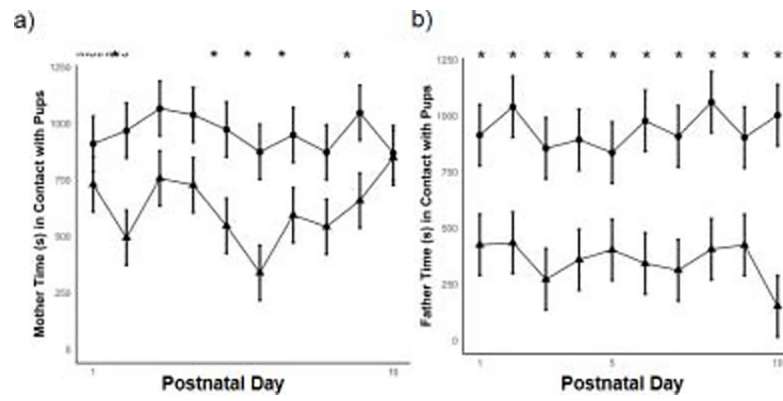 a)
* * * * *
Mother Time (s) in Contact with Pups
1250
1000
750
500
250
0
1
10
Postnatal Day
b)
* * * * * * * * * *
Father Time (s) in Contact with Pups
1250
1000
750
500
250
0
1
5
10
Postnatal Day